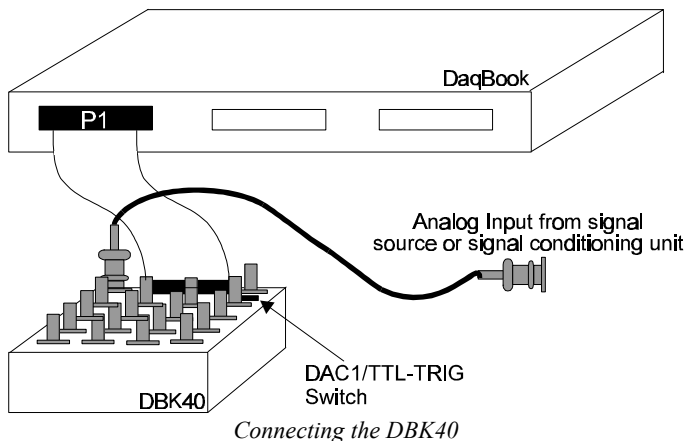 DaqBook
P1
Analog Input from signal
source or signal conditioning unit
DAC1/TTL-TRIG
Switch
DBK40
Connecting the DBK40